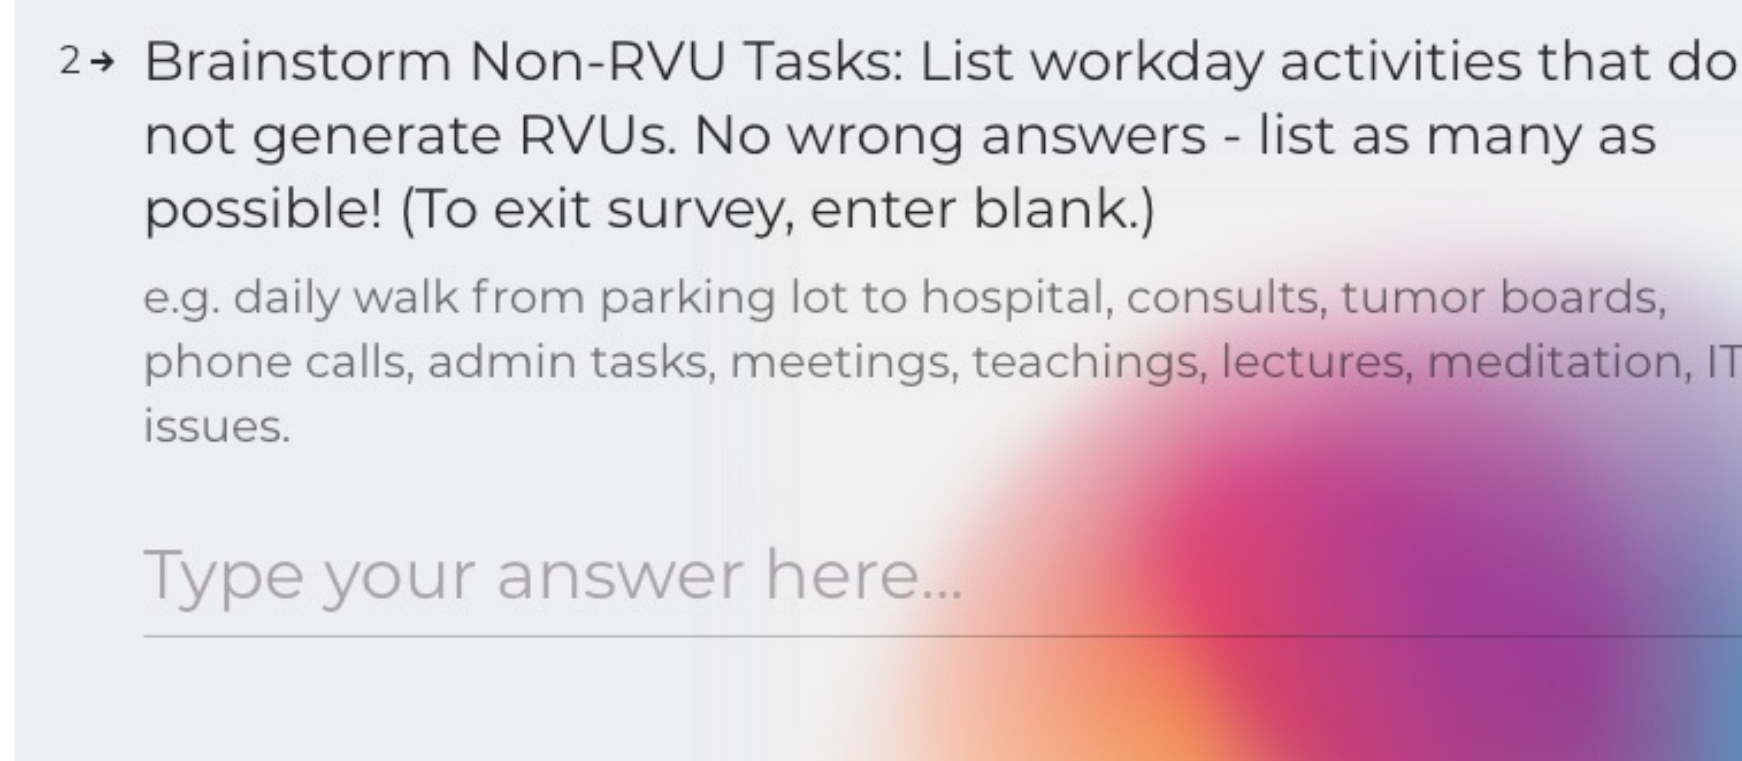 2→ Brainstorm Non-RVU Tasks: List workday activities that do
not generate RVUs. No wrong answers - list as many as
possible! (To exit survey, enter blank.)
e.g. daily walk from parking lot to hospital, consults, tumor boards,
phone calls, admin tasks, meetings, teachings, lectures, meditation, IT
issues.
Type your answer here...